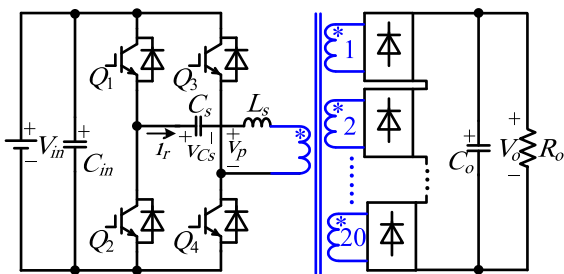 Q1 Q3 * 1
Cs Ls
+ Vin − + Cin ir + vCs − + vp − * * 2 + Co + Vo − Ro
Q2 Q4 * 20